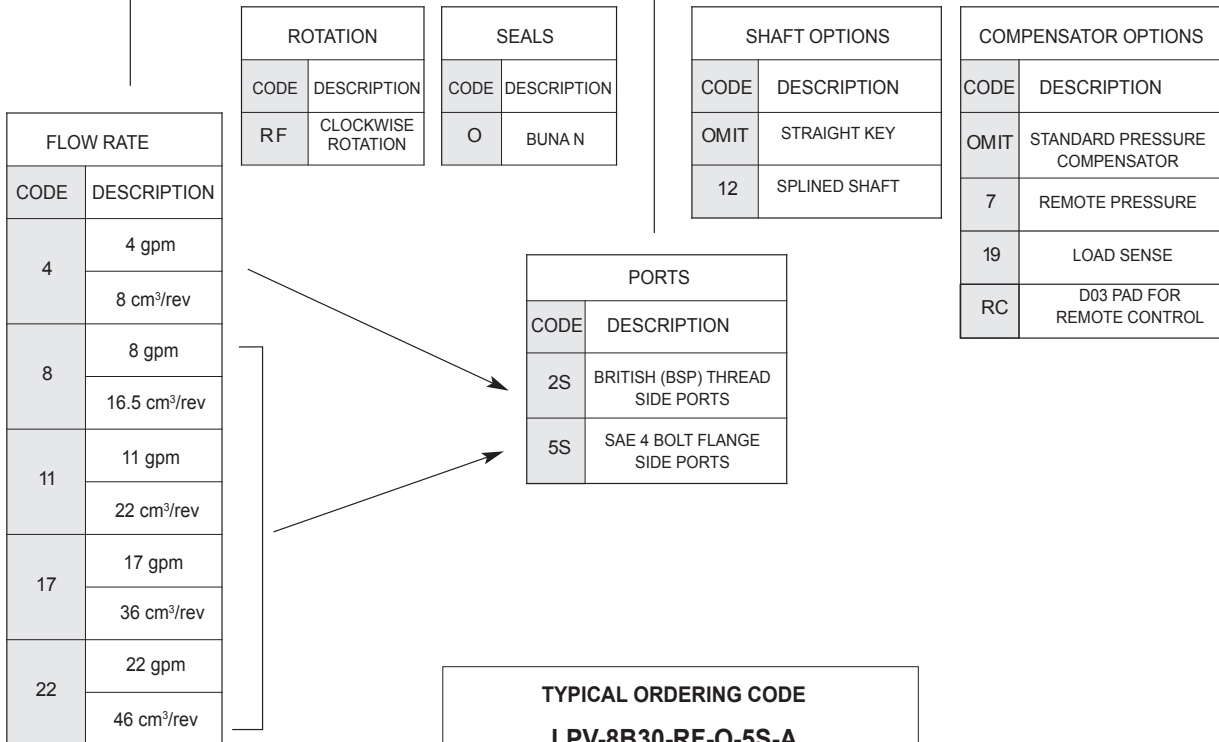 ROTATION
CODE DESCRIPTION
RF CLOCKWISE
ROTATION
SEALS
CODE DESCRIPTION
O BUNA N
SHAFT OPTIONS
CODE DESCRIPTION
OMIT STRAIGHT KEY
12 SPLINED SHAFT
COMPENSATOR OPTIONS
CODE DESCRIPTION
OMIT STANDARD PRESSURE
COMPENSATOR
7 REMOTE PRESSURE
19 LOAD SENSE
RC D03 PAD FOR
REMOTE CONTROL
FLOW RATE
CODE DESCRIPTION
4 4 gpm
8 cm³/rev
8 8 gpm
16.5 cm³/rev
11 11 gpm
22 cm³/rev
17 17 gpm
36 cm³/rev
22 22 gpm
46 cm³/rev
PORTS
CODE DESCRIPTION
2S BRITISH (BSP) THREAD
SIDE PORTS
5S SAE 4 BOLT FLANGE
SIDE PORTS
TYPICAL ORDERING CODE
LPV-8B30-RF-O-5S-A